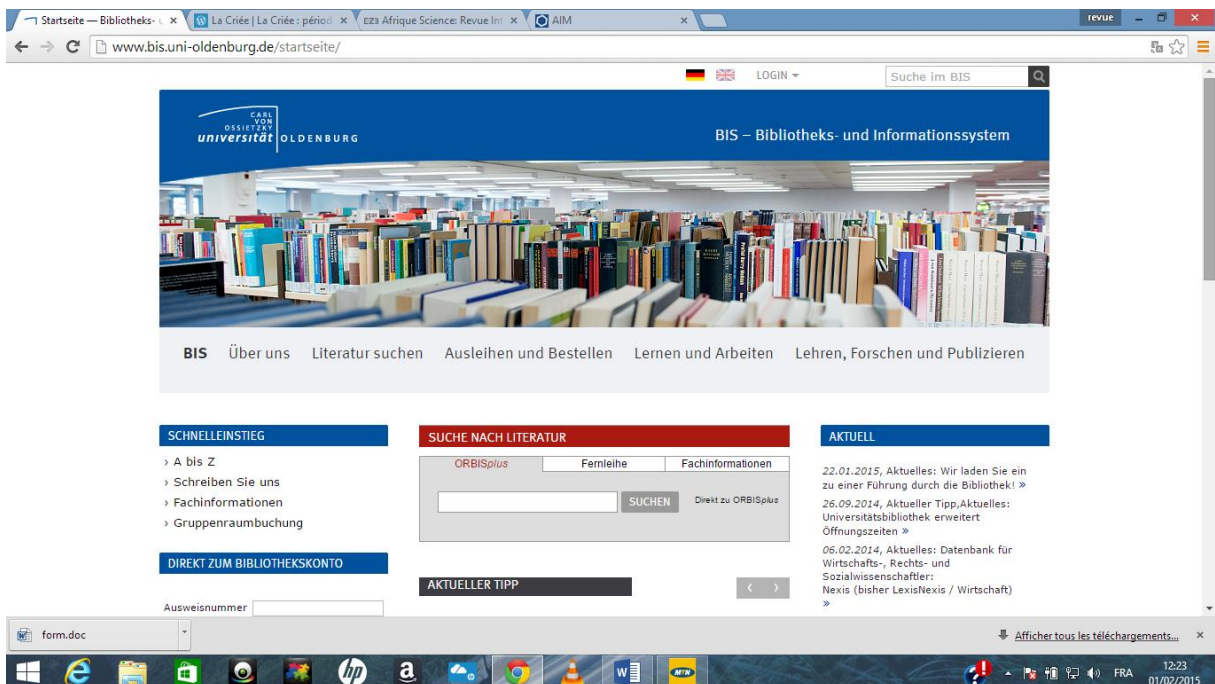 Startseite — Bibliotheks- u
La Criée | La Criée : périod
EZ3 Afrique Science: Revue Int
AIM
revue
www.bis.uni-oldenburg.de/startseite/
LOGIN
Suche im BIS
CARL
VON
OSSIETZKY
universität OLDENBURG
BIS – Bibliotheks- und Informationssystem
BIS Über uns Literatur suchen Ausleihen und Bestellen Lernen und Arbeiten Lehren, Forschen und Publizieren
SCHNELLEINSTIEG
› A bis Z
› Schreiben Sie uns
› Fachinformationen
› Gruppenraumbuchung
DIREKT ZUM BIBLIOTHEKSKONTO
Ausweisnummer
SUCHE NACH LITERATUR
ORBISplus Fernleihe Fachinformationen
SUCHEN Direkt zu ORBISplus
AKTUELLER TIPP
AKTUELL
22.01.2015, Aktuelles: Wir laden Sie ein
zu einer Führung durch die Bibliothek! »
26.09.2014, Aktueller Tipp,Aktuelles:
Universitätsbibliothek erweitert
Öffnungszeiten »
06.02.2014, Aktuelles: Datenbank für
Wirtschafts-, Rechts- und
Sozialwissenschaftler:
Nexis (bisher LexisNexis / Wirtschaft)
»
form.doc
Afficher tous les téléchargements...
hp
a
W
MTN
FRA
12:23
01/02/2015